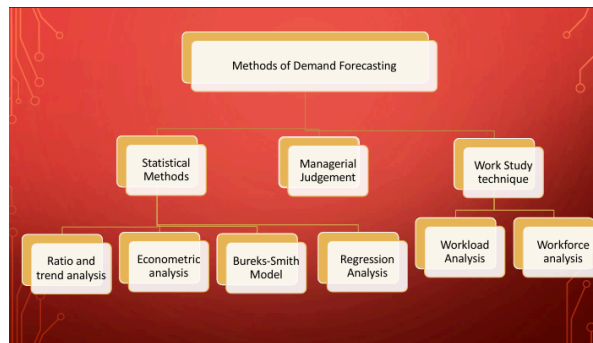 Methods of Demand Forecasting
Statistical
Methods
Managerial
Judgement
Work Study
technique
Ratio and
trend analysis
Econometric
analysis
Bureks-Smith
Model
Regression
Analysis
Workload
Analysis
Workforce
analysis